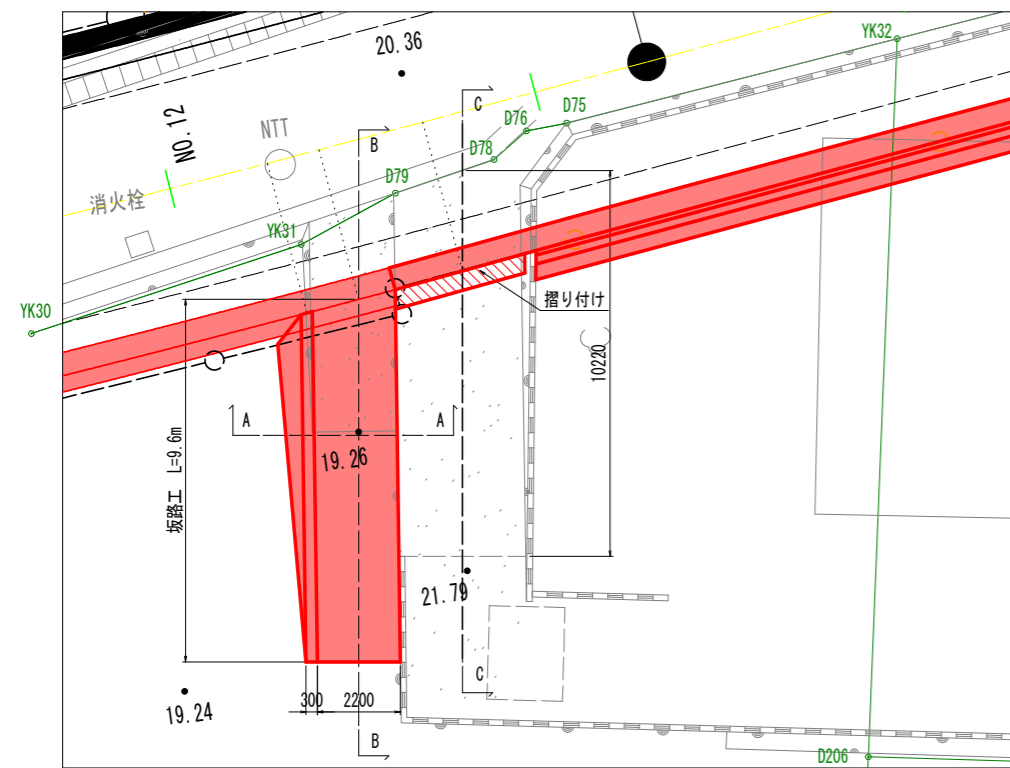 20.36
YK32
C
D75
D76
NO.12
NTT
B
D78
D79
消火栓
YK31
YK30
摺り付け
10220
A
A
19.26
坂路工 L=9.6m
21.79
C
300
2200
19.24
B
D206